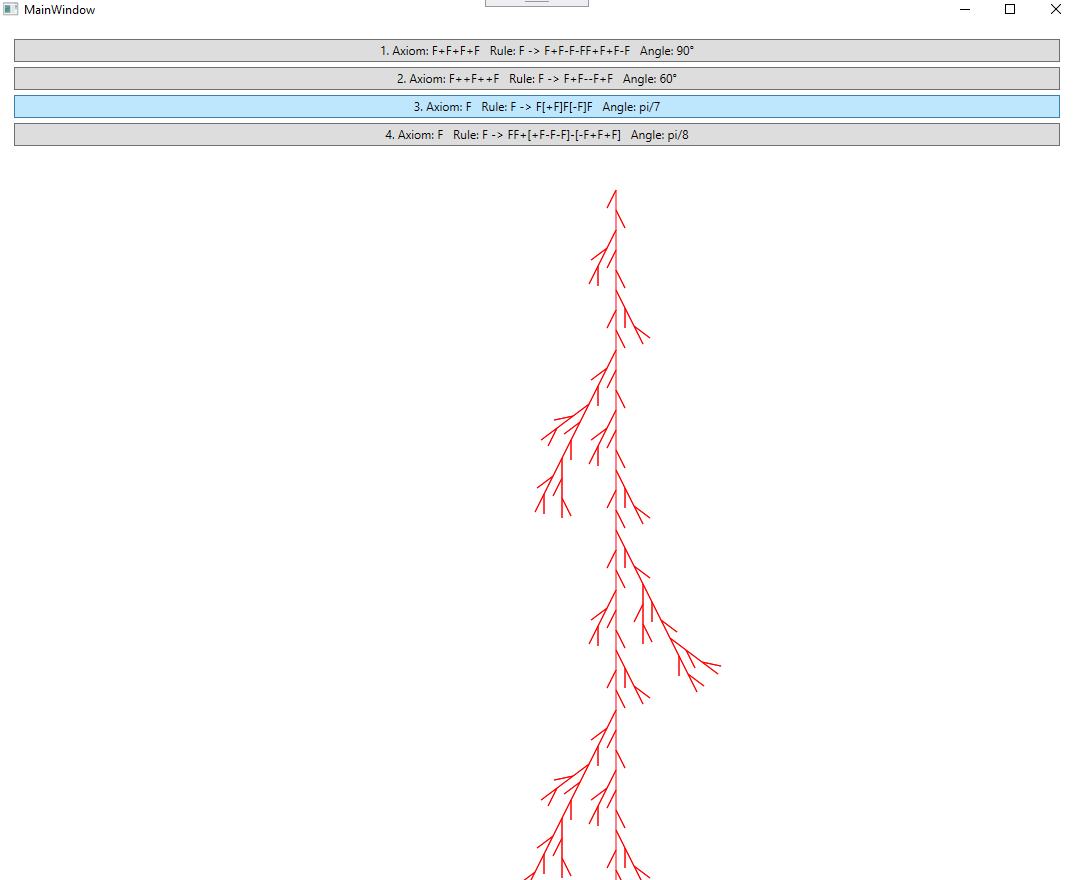 MainWindow
1. Axiom: F+F+F+F   Rule: F -> F+F-F-FF+F+F-F   Angle: 90°
2. Axiom: F++F++F   Rule: F -> F+F--F+F   Angle: 60°
3. Axiom: F   Rule: F -> F[+F]F[-F]F   Angle: pi/7
4. Axiom: F   Rule: F -> FF+[+F-F-F]-[-F+F+F]   Angle: pi/8